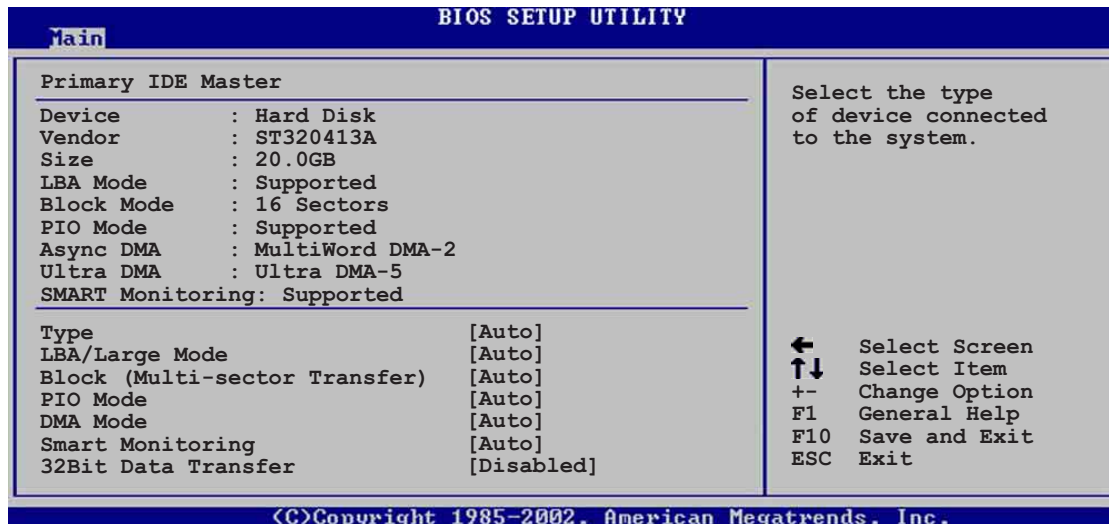 BIOS SETUP UTILITY
Main
Primary IDE Master
Device : Hard Disk
Vendor : ST320413A
Size : 20.0GB
LBA Mode : Supported
Block Mode : 16 Sectors
PIO Mode : Supported
Async DMA : MultiWord DMA-2
Ultra DMA : Ultra DMA-5
SMART Monitoring: Supported
Type [Auto]
LBA/Large Mode [Auto]
Block (Multi-sector Transfer) [Auto]
PIO Mode [Auto]
DMA Mode [Auto]
Smart Monitoring [Auto]
32Bit Data Transfer [Disabled]
Select the type
of device connected
to the system.
← Select Screen
↑↓ Select Item
+- Change Option
F1 General Help
F10 Save and Exit
ESC Exit
(C)Copyright 1985-2002, American Megatrends, Inc.